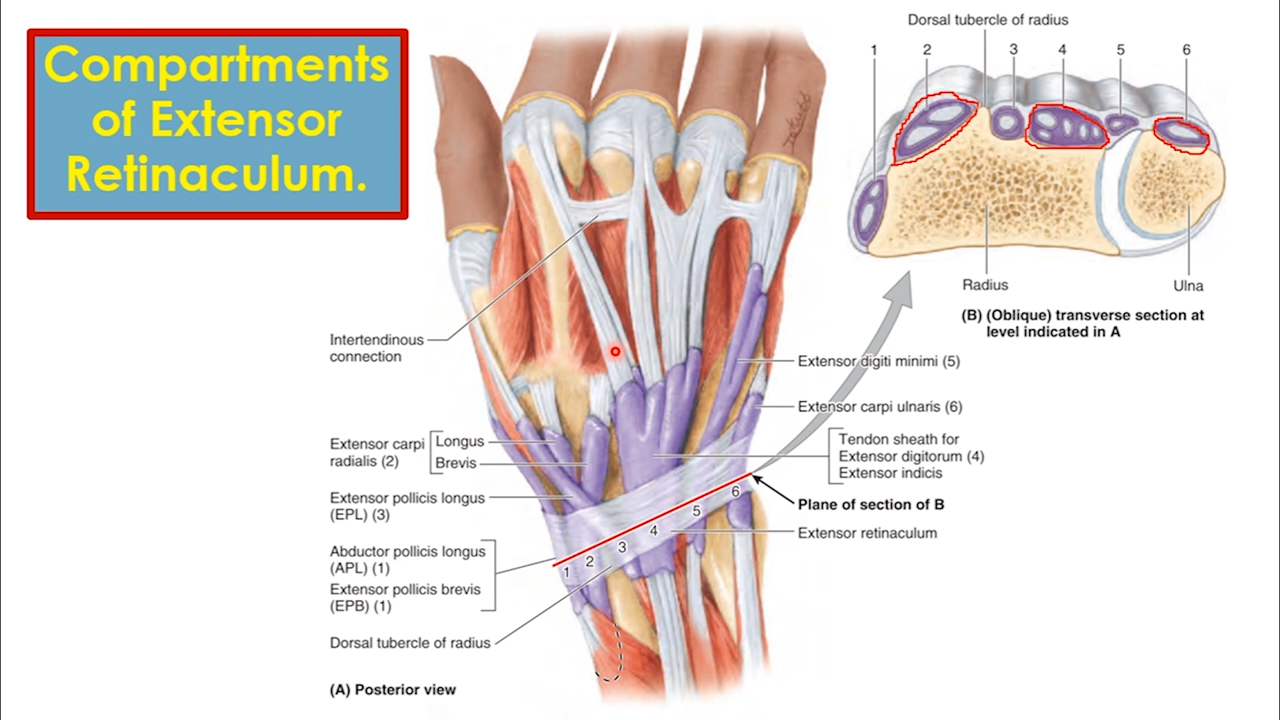 Compartments
of Extensor
Retinaculum.
Dorsal tubercle of radius
1 2 3 4 5 6
Radius
Ulna
(B) (Oblique) transverse section at
level indicated in A
Intertendinous
connection
Extensor carpi
radialis (2)
Longus
Brevis
Extensor pollicis longus
(EPL) (3)
Abductor pollicis longus
(APL) (1)
Extensor pollicis brevis
(EPB) (1)
Dorsal tubercle of radius
(A) Posterior view
1 2 3 4 5 6
Extensor digiti minimi (5)
Extensor carpi ulnaris (6)
Tendon sheath for
Extensor digitorum (4)
Extensor indicis
Plane of section of B
Extensor retinaculum